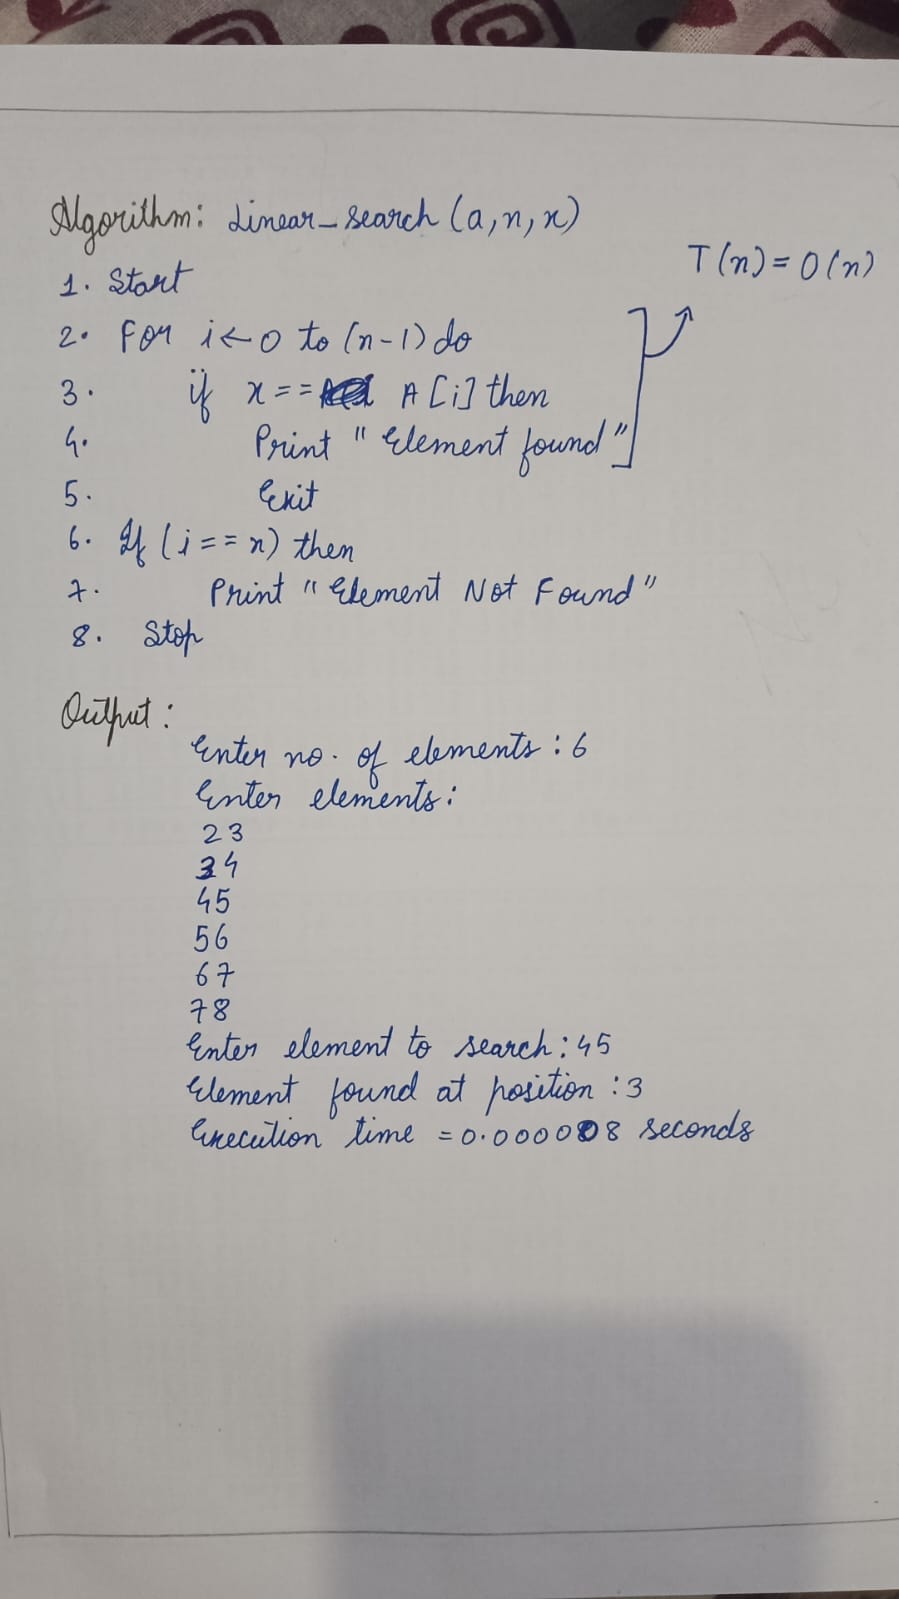 Algorithm: Linear_search (a,n,x)
T(n) = O(n)
1. Start
2. For i ← 0 to (n-1) do
3. if x == A[i] then
4. Print "Element found"
5. Exit
6. If (i == n) then
7. Print "Element Not Found"
8. Stop
Output:
Enter no. of elements : 6
Enter elements:
23
34
45
56
67
78
Enter element to search : 45
Element found at position : 3
Execution time = 0.000008 seconds